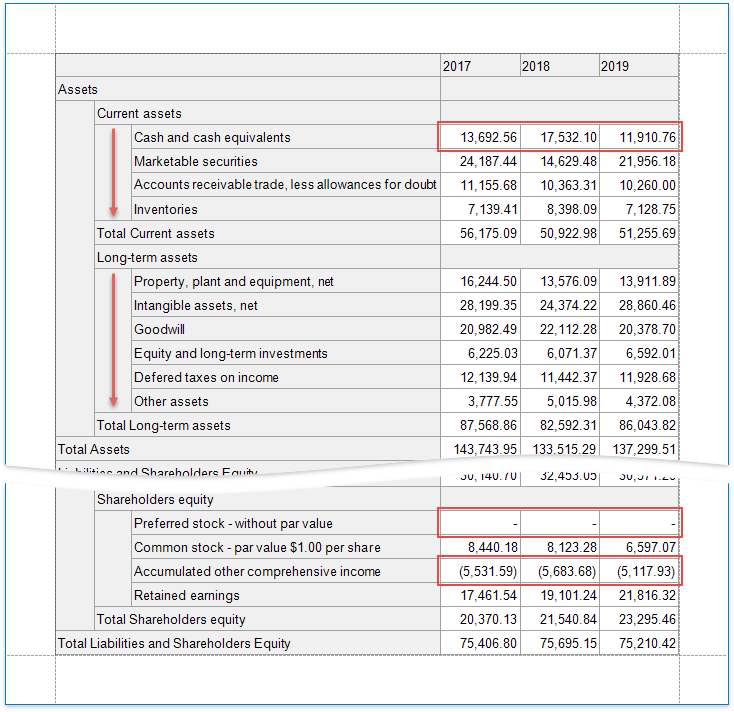 2017 2018 2019
Assets
Current assets
Cash and cash equivalents 13,692.56 17,532.10 11,910.76
Marketable securities 24,187.44 14,629.48 21,956.18
Accounts receivable trade, less allowances for doubt 11,155.68 10,363.31 10,260.00
Inventories 7,139.41 8,398.09 7,128.75
Total Current assets 56,175.09 50,922.98 51,255.69
Long-term assets
Property, plant and equipment, net 16,244.50 13,576.09 13,911.89
Intangible assets, net 28,199.35 24,374.22 28,860.46
Goodwill 20,982.49 22,112.28 20,378.70
Equity and long-term investments 6,225.03 6,071.37 6,592.01
Defered taxes on income 12,139.94 11,442.37 11,928.68
Other assets 3,777.55 5,015.98 4,372.08
Total Long-term assets 87,568.86 82,592.31 86,043.82
Total Assets 143,743.95 133,515.29 137,299.51
Liabilities and Shareholders Equity
32,453.05
Shareholders equity
Preferred stock - without par value - - -
Common stock - par value $1.00 per share 8,440.18 8,123.28 6,597.07
Accumulated other comprehensive income (5,531.59) (5,683.68) (5,117.93)
Retained earnings 17,461.54 19,101.24 21,816.32
Total Shareholders equity 20,370.13 21,540.84 23,295.46
Total Liabilities and Shareholders Equity 75,406.80 75,695.15 75,210.42